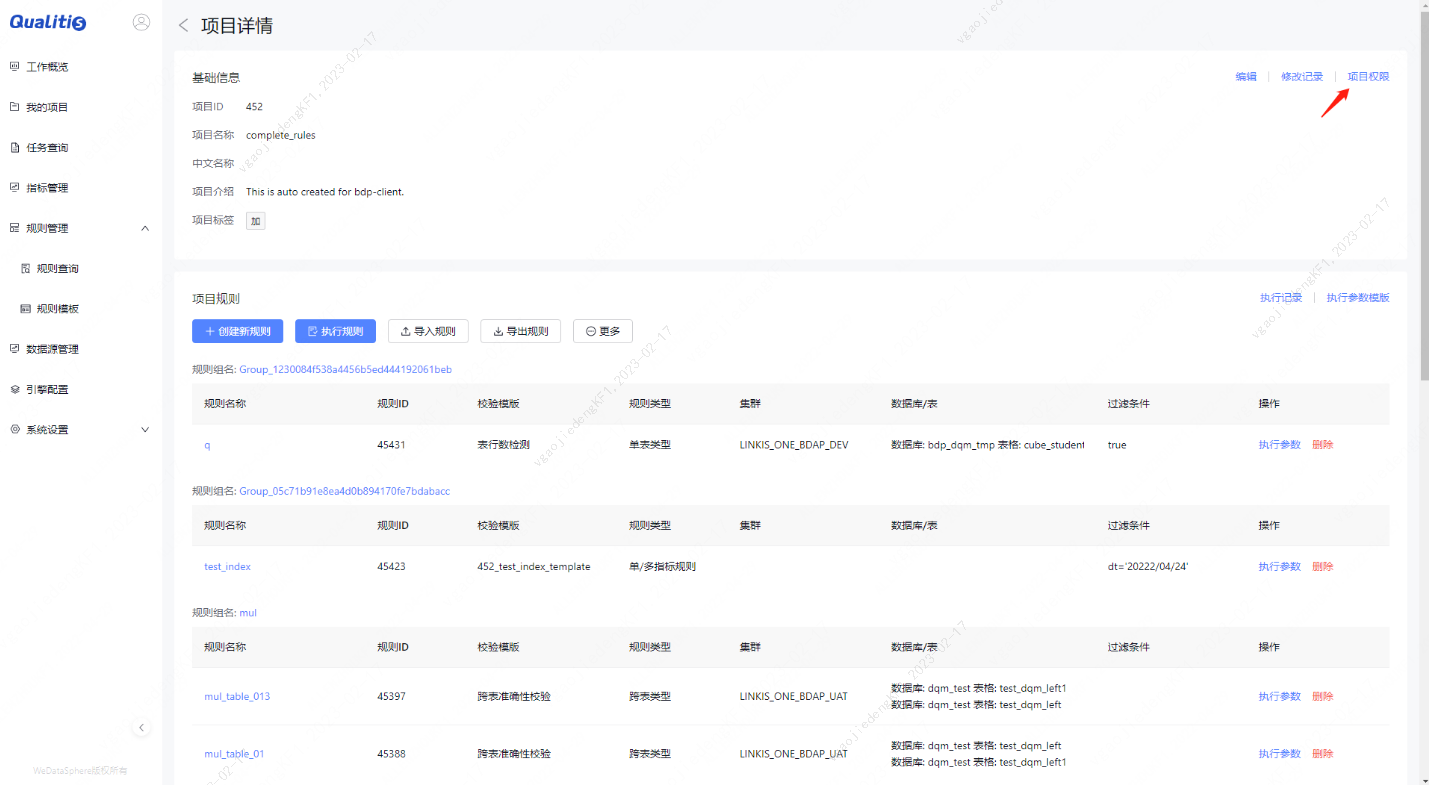 Qualitis
项目详情
工作概览
我的项目
任务查询
指标管理
规则管理
规则查询
规则模板
数据源管理
引擎配置
系统设置
WeDataSphere版权所有
基础信息
编辑 修改记录 项目权限
项目ID 452
项目名称 complete_rules
中文名称
项目介绍 This is auto created for bdp-client.
项目标签 加
项目规则
执行记录 执行参数模版
创建新规则 执行规则 导入规则 导出规则 更多
规则组名: Group_1230084f538a4456b5ed444192061beb
规则名称 规则ID 校验模版 规则类型 集群 数据库/表 过滤条件 操作
q 45431 表行数检测 单表类型 LINKIS_ONE_BDAP_DEV 数据库: bdp_dqm_tmp 表格: cube_student true 执行参数 删除
规则组名: Group_05c71b91e8ea4d0b894170fe7bdabacc
规则名称 规则ID 校验模版 规则类型 集群 数据库/表 过滤条件 操作
test_index 45423 452_test_index_template 单/多指标规则 dt='20222/04/24' 执行参数 删除
规则组名: mul
规则名称 规则ID 校验模版 规则类型 集群 数据库/表 过滤条件 操作
mul_table_013 45397 跨表准确性校验 跨表类型 LINKIS_ONE_BDAP_UAT 数据库: dqm_test 表格: test_dqm_left1 执行参数 删除
数据库: dqm_test 表格: test_dqm_left
mul_table_01 45388 跨表准确性校验 跨表类型 LINKIS_ONE_BDAP_UAT 数据库: dqm_test 表格: test_dqm_left 执行参数 删除
数据库: dqm_test 表格: test_dqm_left1
vgaojiedengKF1, 2023-02-17
vgaojiedengKF1, 2023-02-17
vgaojiedengKF1, 2023-02-17